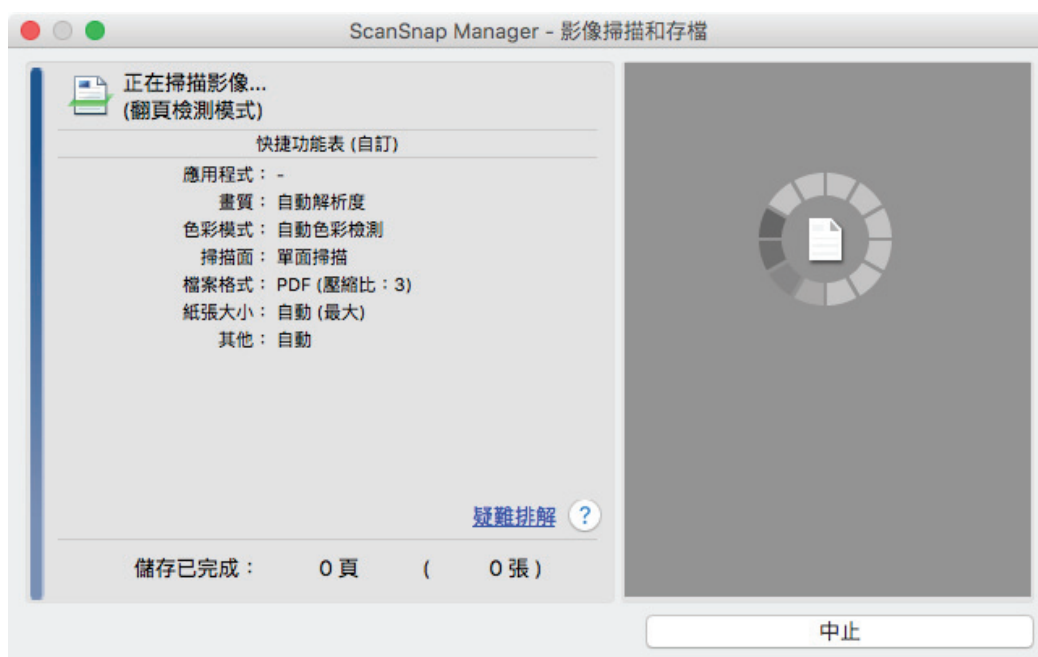 ScanSnap Manager - 影像掃描和存檔
正在掃描影像...
(翻頁檢測模式)
快捷功能表 (自訂)
應用程式：-
畫質：自動解析度
色彩模式：自動色彩檢測
掃描面：單面掃描
檔案格式：PDF (壓縮比：3)
紙張大小：自動 (最大)
其他：自動
疑難排解 ?
儲存已完成： 0 頁 ( 0 張 )
中止